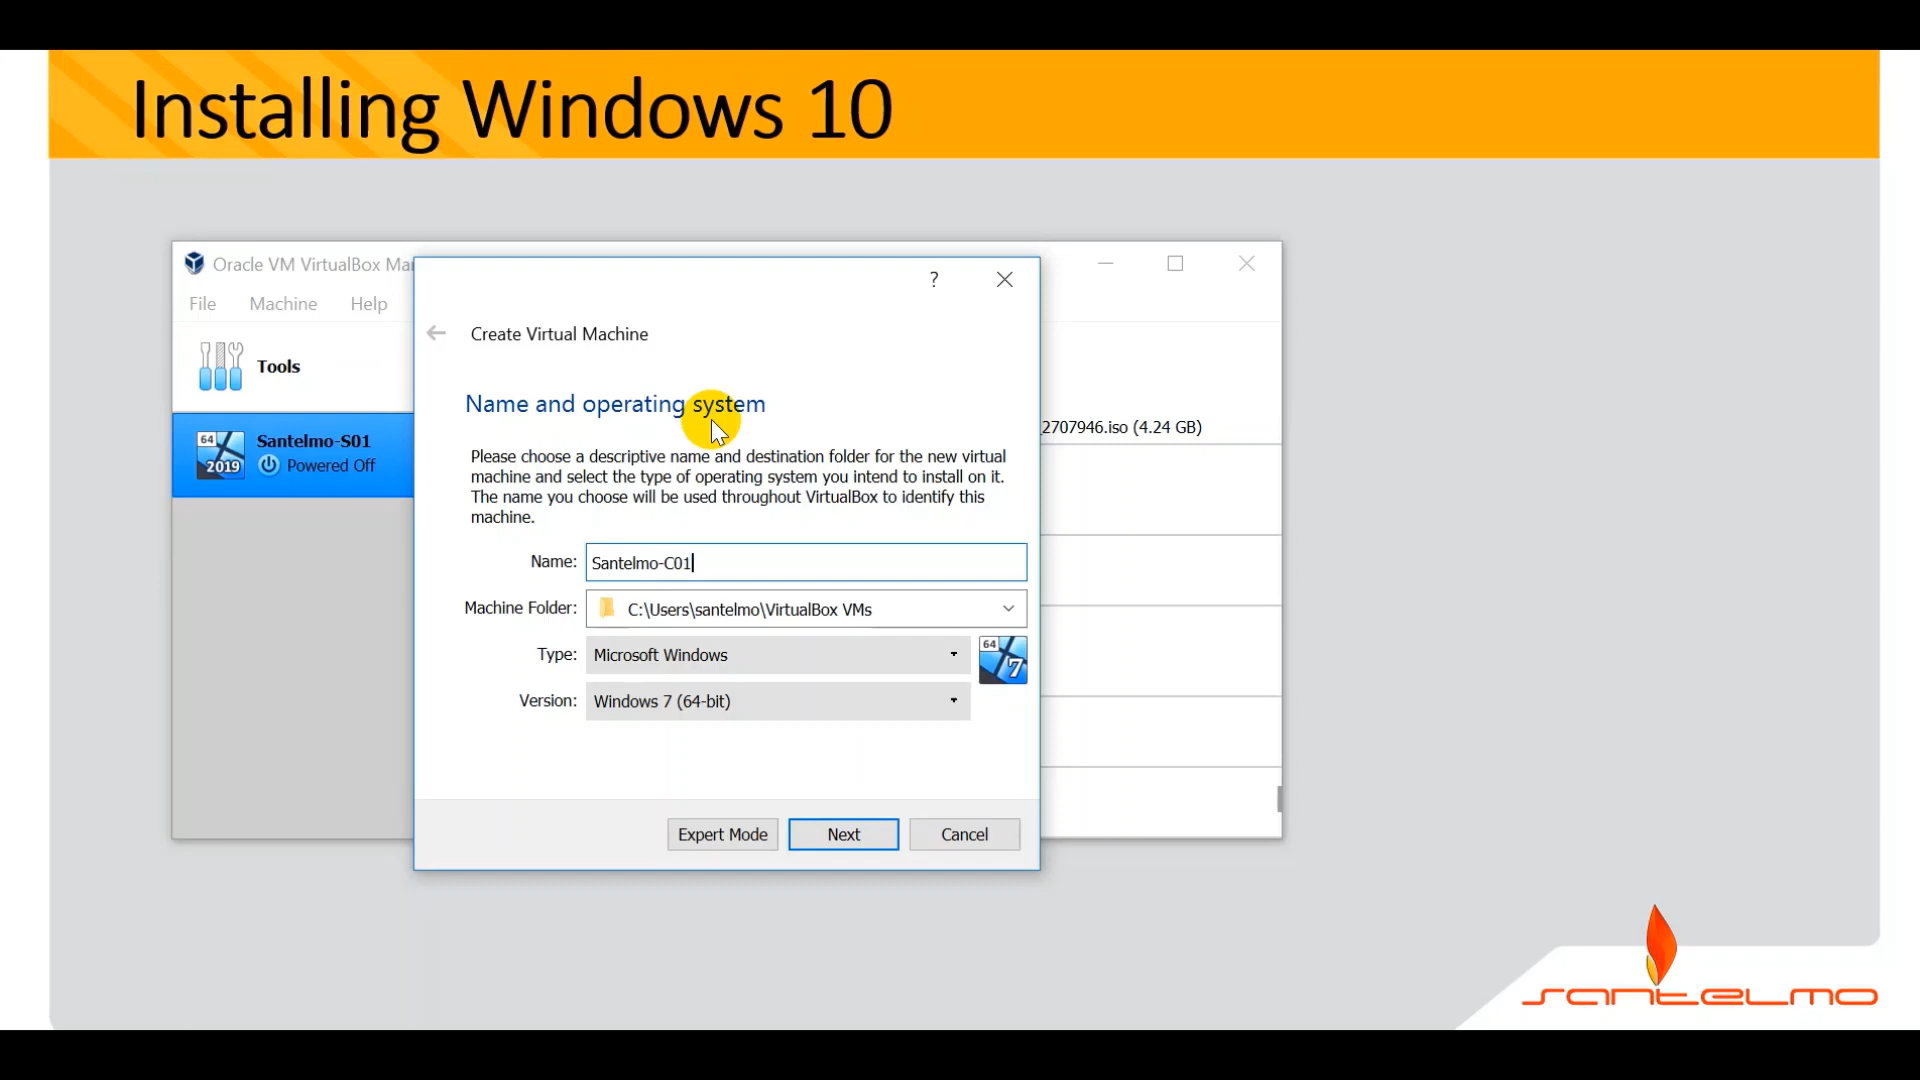 Installing Windows 10
Oracle VM VirtualBox Mar
?
File Machine Help
Create Virtual Machine
Tools
Name and operating system
2707946.iso (4.24 GB)
64
2019
Santelmo-S01
Powered Off
Please choose a descriptive name and destination folder for the new virtual
machine and select the type of operating system you intend to install on it.
The name you choose will be used throughout VirtualBox to identify this
machine.
Name: Santelmo-C01
Machine Folder: C:\Users\santelmo\VirtualBox VMs
Type: Microsoft Windows
64
7
Version: Windows 7 (64-bit)
Expert Mode Next Cancel
santelmo